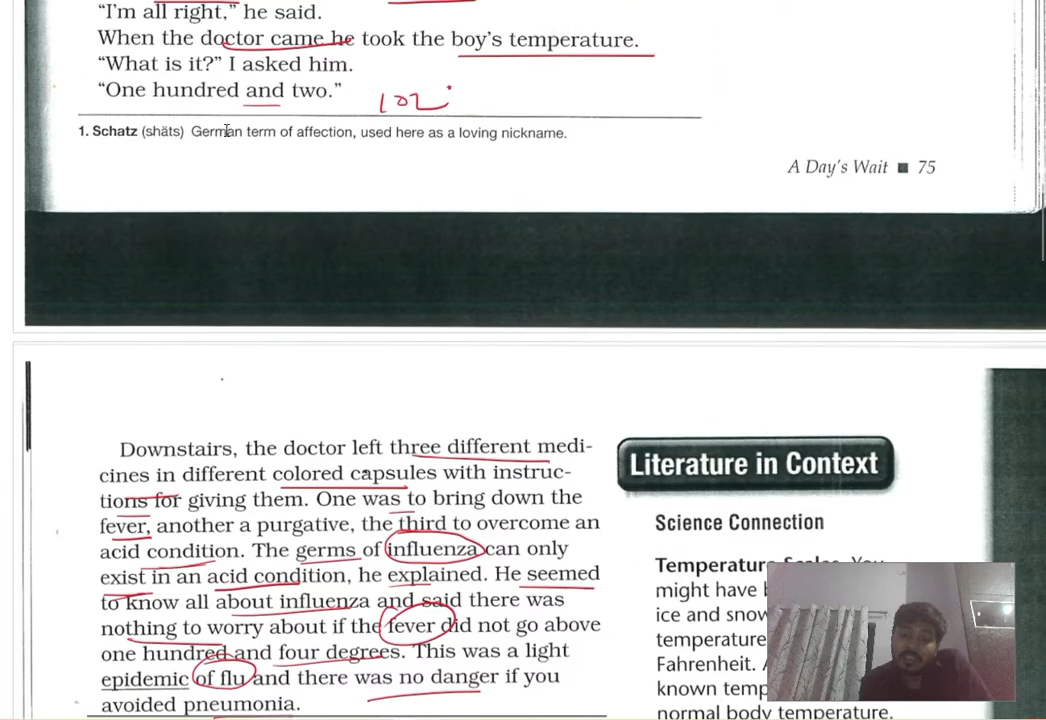 “I'm all right,” he said.
When the doctor came he took the boy's temperature.
“What is it?” I asked him.
“One hundred and two.”
102°
1. Schatz (shäts) German term of affection, used here as a loving nickname.
A Day's Wait ■ 75
Downstairs, the doctor left three different medi-
cines in different colored capsules with instruc-
tions for giving them. One was to bring down the
fever, another a purgative, the third to overcome an
acid condition. The germs of influenza can only
exist in an acid condition, he explained. He seemed
to know all about influenza and said there was
nothing to worry about if the fever did not go above
one hundred and four degrees. This was a light
epidemic of flu and there was no danger if you
avoided pneumonia.
Literature in Context
Science Connection
Temperature
might have
ice and snow
temperature
Fahrenheit.
known temp
normal body temperature.